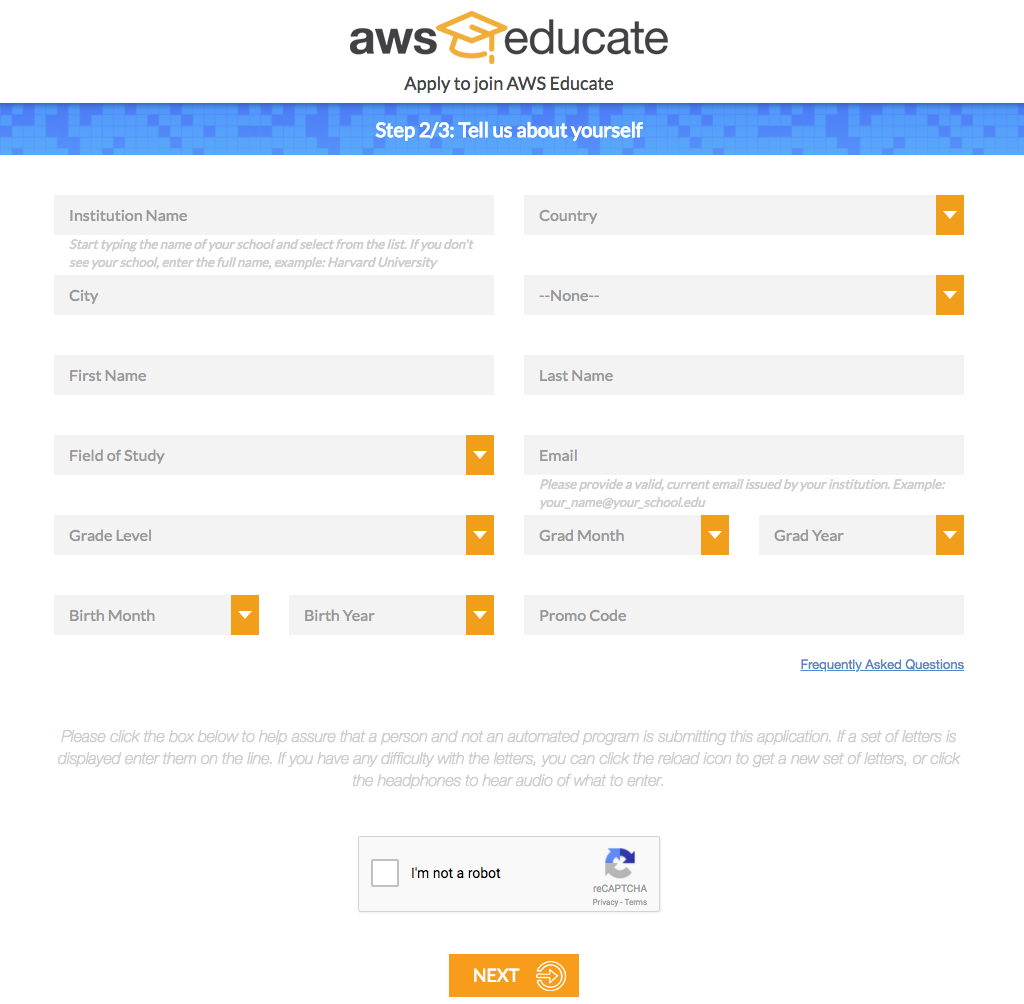 aws educate
Apply to join AWS Educate
Step 2/3: Tell us about yourself
Institution Name
Country
Start typing the name of your school and select from the list. If you don't
see your school, enter the full name, example: Harvard University
City
--None--
First Name
Last Name
Field of Study
Email
Please provide a valid, current email issued by your institution. Example:
your_name@your_school.edu
Grade Level
Grad Month
Grad Year
Birth Month
Birth Year
Promo Code
Frequently Asked Questions
Please click the box below to help assure that a person and not an automated program is submitting this application. If a set of letters is
displayed enter them on the line. If you have any difficulty with the letters, you can click the reload icon to get a new set of letters, or click
the headphones to hear audio of what to enter.
I'm not a robot
reCAPTCHA
Privacy - Terms
NEXT